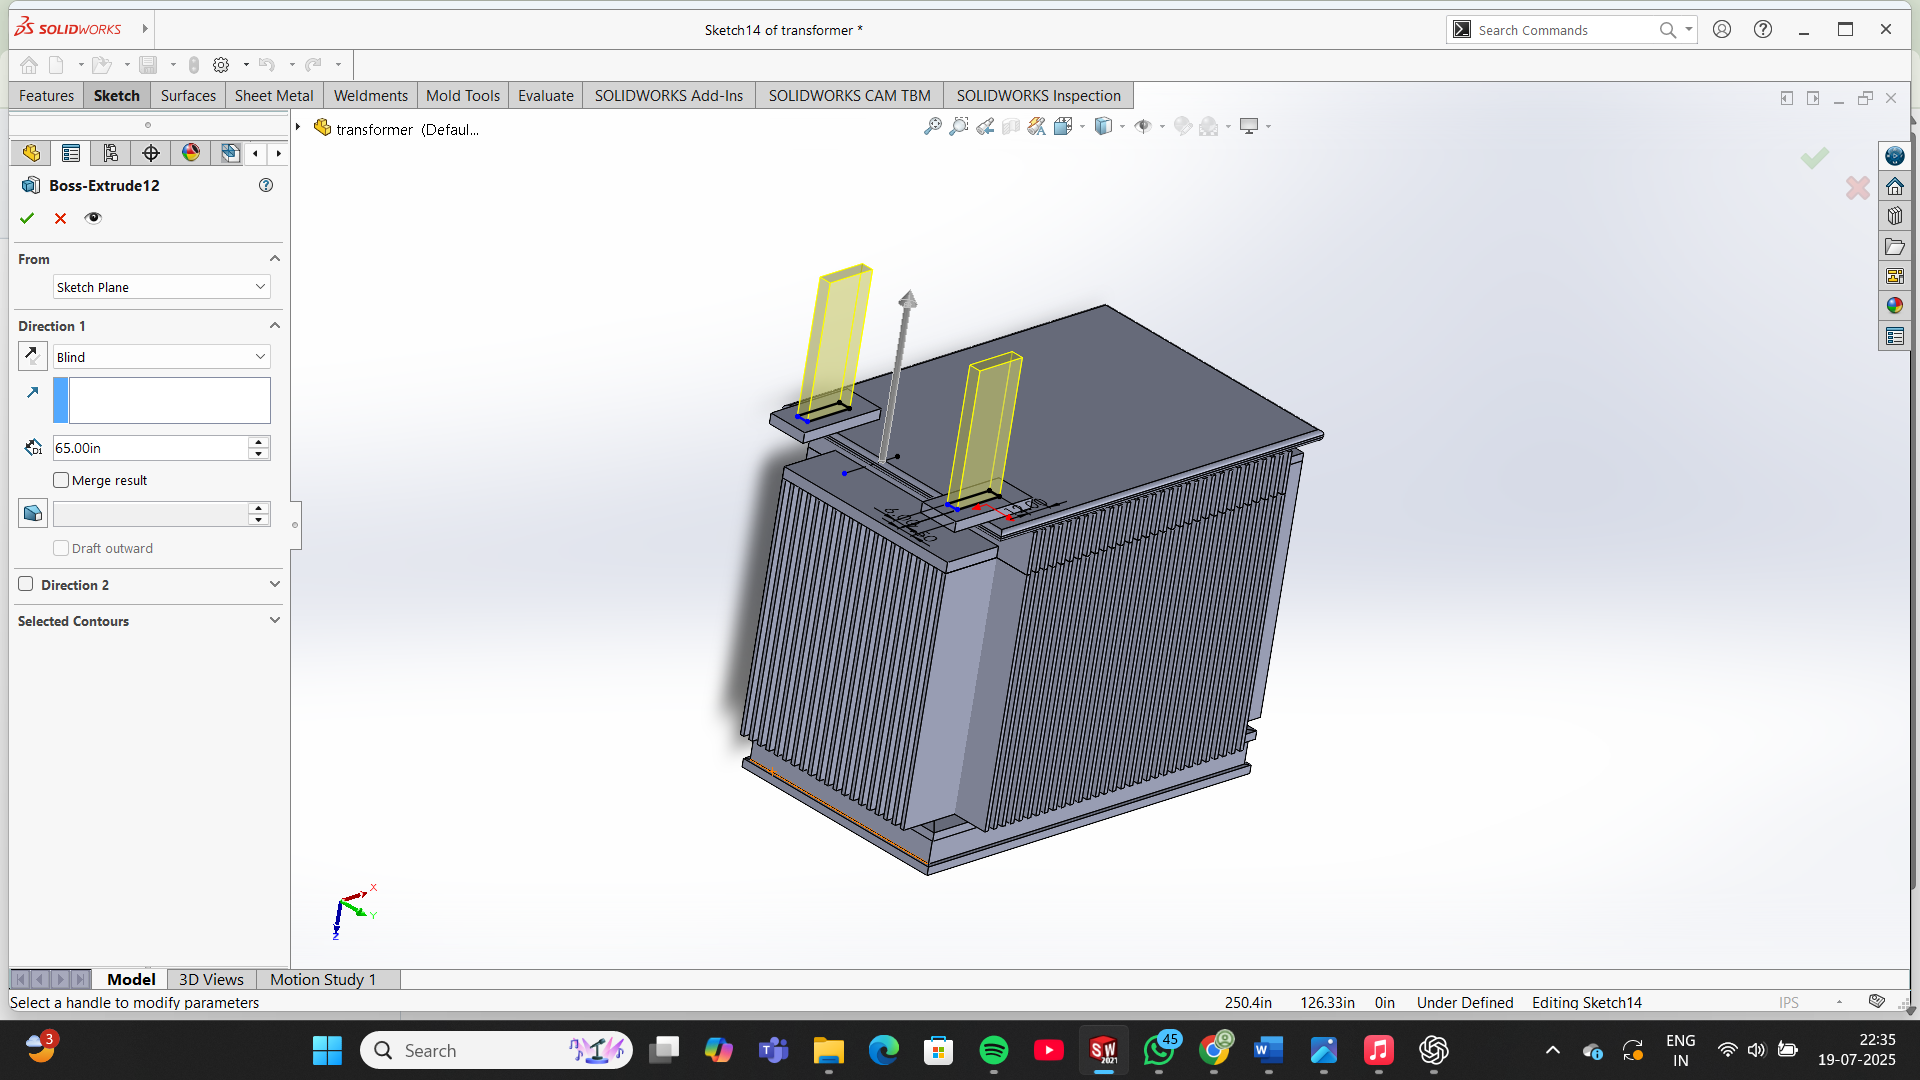 SOLIDWORKS
Sketch14 of transformer *
Search Commands
Features
Sketch
Surfaces
Sheet Metal
Weldments
Mold Tools
Evaluate
SOLIDWORKS Add-Ins
SOLIDWORKS CAM TBM
SOLIDWORKS Inspection
transformer (Defaul...
Boss-Extrude12
From
Sketch Plane
Direction 1
Blind
D1
65.00in
Merge result
Draft outward
Direction 2
Selected Contours
X
Y
Z
Model
3D Views
Motion Study 1
Select a handle to modify parameters
250.4in
126.33in
0in
Under Defined
Editing Sketch14
IPS
3
Search
SW
2021
45
W
ENG
IN
22:35
19-07-2025